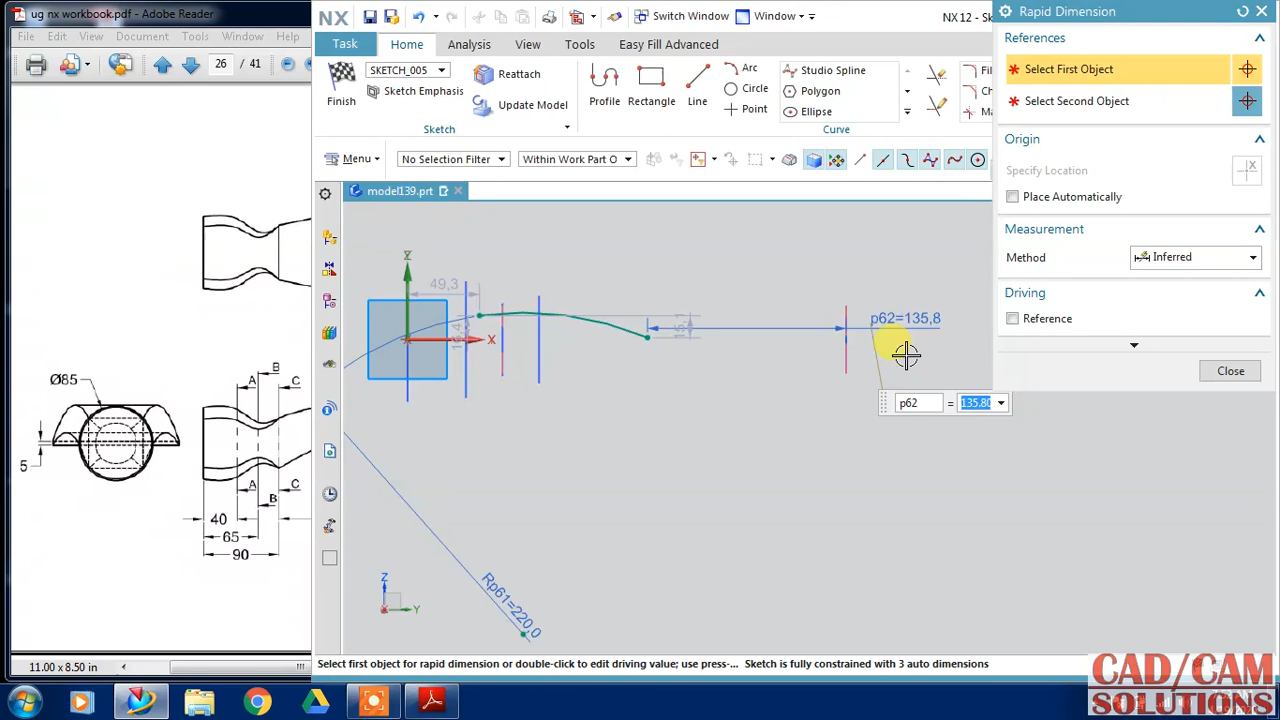 ug nx workbook.pdf - Adobe Reader
File Edit View Document Tools Window Help
26 / 41
Ø85
5
A B C
A B C
40
65
90
11.00 x 8.50 in
NX
Switch Window
Window
NX 12 - Sk
Task Home Analysis View Tools Easy Fill Advanced
Finish
SKETCH_005
Sketch Emphasis
Reattach
Update Model
Sketch
Profile Rectangle Line
Arc
Circle
Point
Studio Spline
Polygon
Ellipse
Curve
Fil
Ch
Ma
Menu
No Selection Filter
Within Work Part O
model139.prt
Z
X
49,3
p62=135,8
p62 = 135.80
Rp61=220,0
Z
X
Y
Rapid Dimension
References
Select First Object
Select Second Object
Origin
Specify Location
Place Automatically
Measurement
Method Inferred
Driving
Reference
Close
Select first object for rapid dimension or double-click to edit driving value; use press-... Sketch is fully constrained with 3 auto dimensions
CAD/CAM
SOLUTIONS